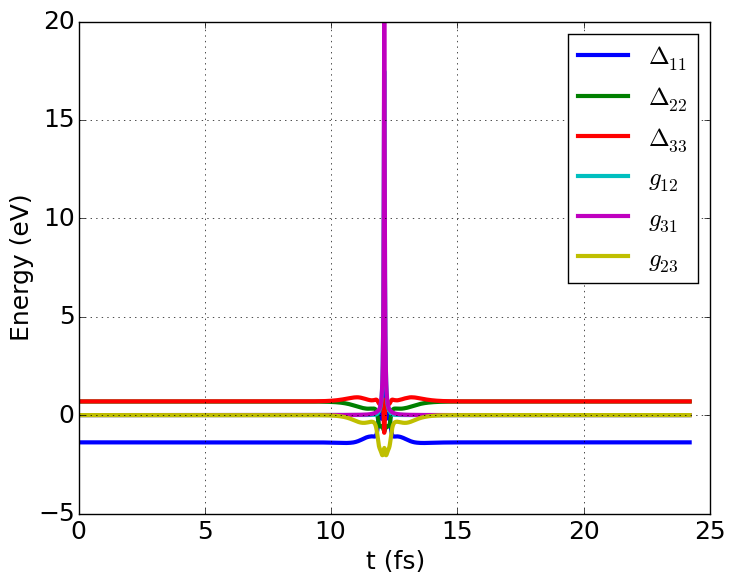 20
15
10
5
0
−5
0
5
10
15
20
25
Energy (eV)
t (fs)
Δ₁₁
Δ₂₂
Δ₃₃
g₁₂
g₃₁
g₂₃